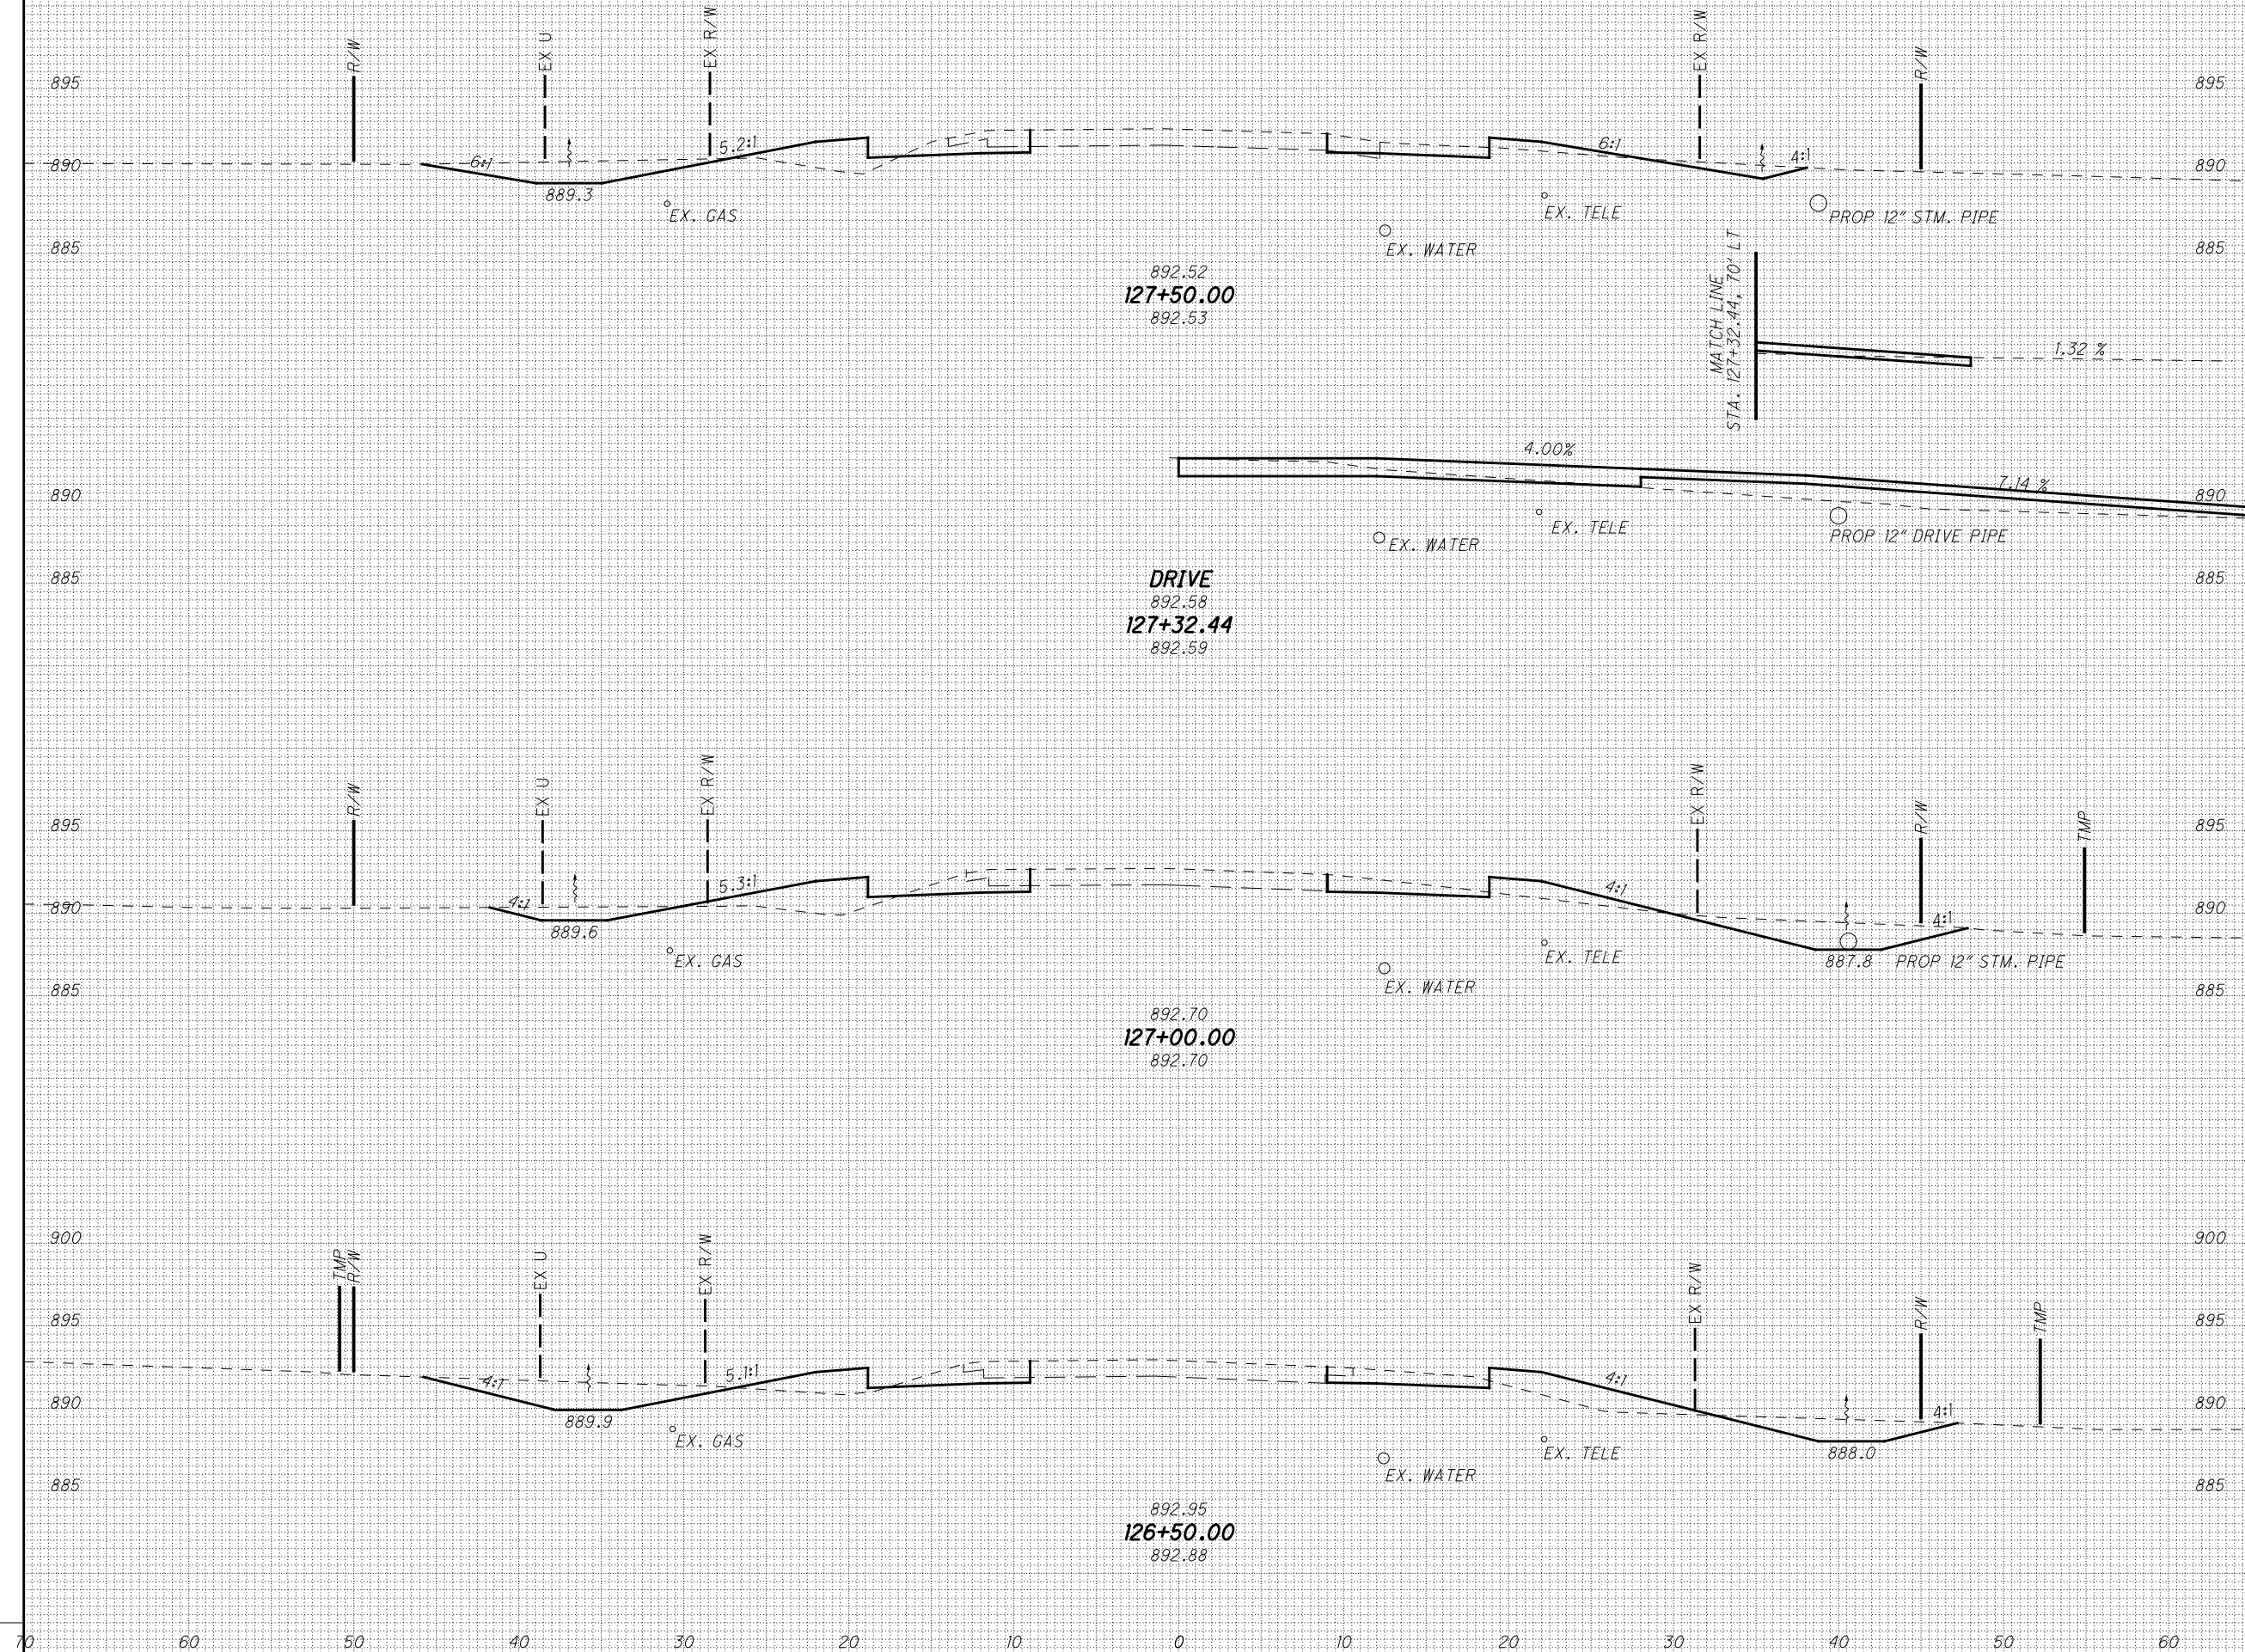 R/W
EX U
EX R/W
EX R/W
R/W
895
895
890
6:1
5.2:1
6:1
4:1
890
889.3
EX. GAS
EX. TELE
PROP 12" STM. PIPE
885
EX. WATER
885
892.52
127+50.00
892.53
MATCH LINE
STA. 127+32.44, 70' LT
1.32 %
4.00%
7.14 %
890
890
EX. WATER
EX. TELE
PROP 12" DRIVE PIPE
885
885
DRIVE
892.58
127+32.44
892.59
R/W
EX U
EX R/W
EX R/W
R/W
TMP
895
895
890
4:1
5.3:1
4:1
4:1
890
889.6
EX. GAS
EX. TELE
887.8
PROP 12" STM. PIPE
885
EX. WATER
885
892.70
127+00.00
892.70
900
900
TMP
R/W
EX U
EX R/W
EX R/W
R/W
TMP
895
895
890
4:1
5.1:1
4:1
4:1
890
889.9
EX. GAS
EX. TELE
888.0
885
EX. WATER
885
892.95
126+50.00
892.88
70 60 50 40 30 20 10 0 10 20 30 40 50 60